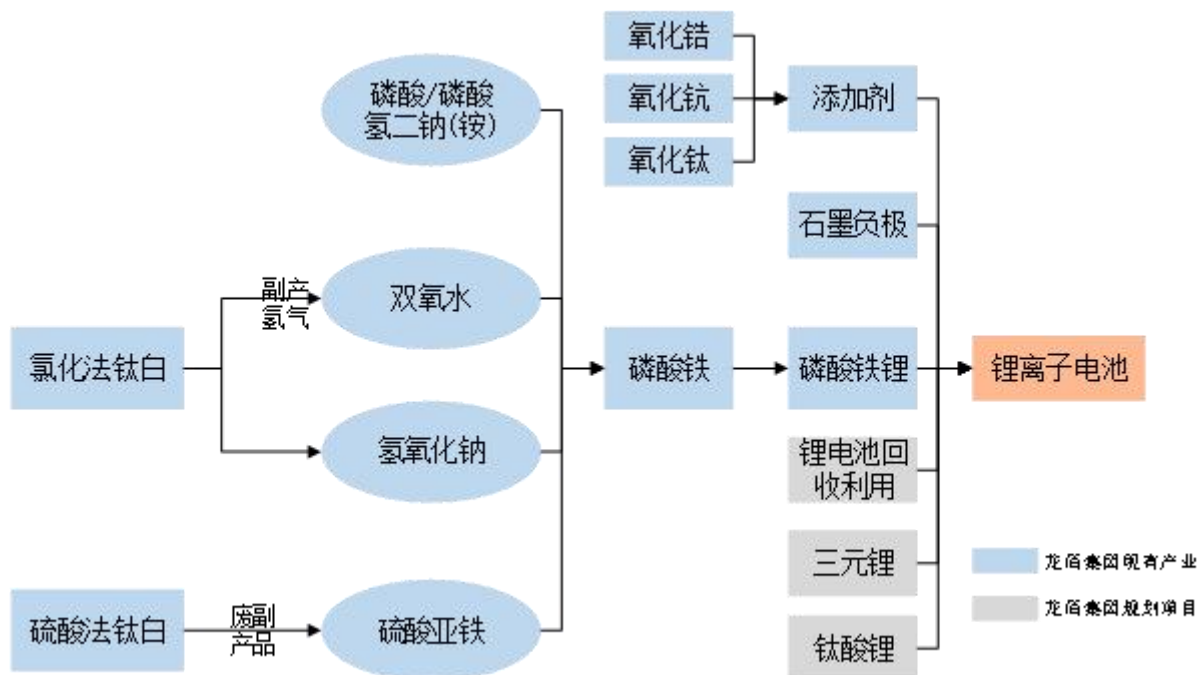 氧化锆
磷酸/磷酸
氢二钠(铵)
氧化钪
添加剂
氧化钛
石墨负极
副产
氢气
双氧水
氯化法钛白
磷酸铁
磷酸铁锂
锂离子电池
氢氧化钠
锂电池回
收利用
三元锂
龙佰集团现有产业
硫酸法钛白
废副
产品
硫酸亚铁
龙佰集团规划项目
钛酸锂